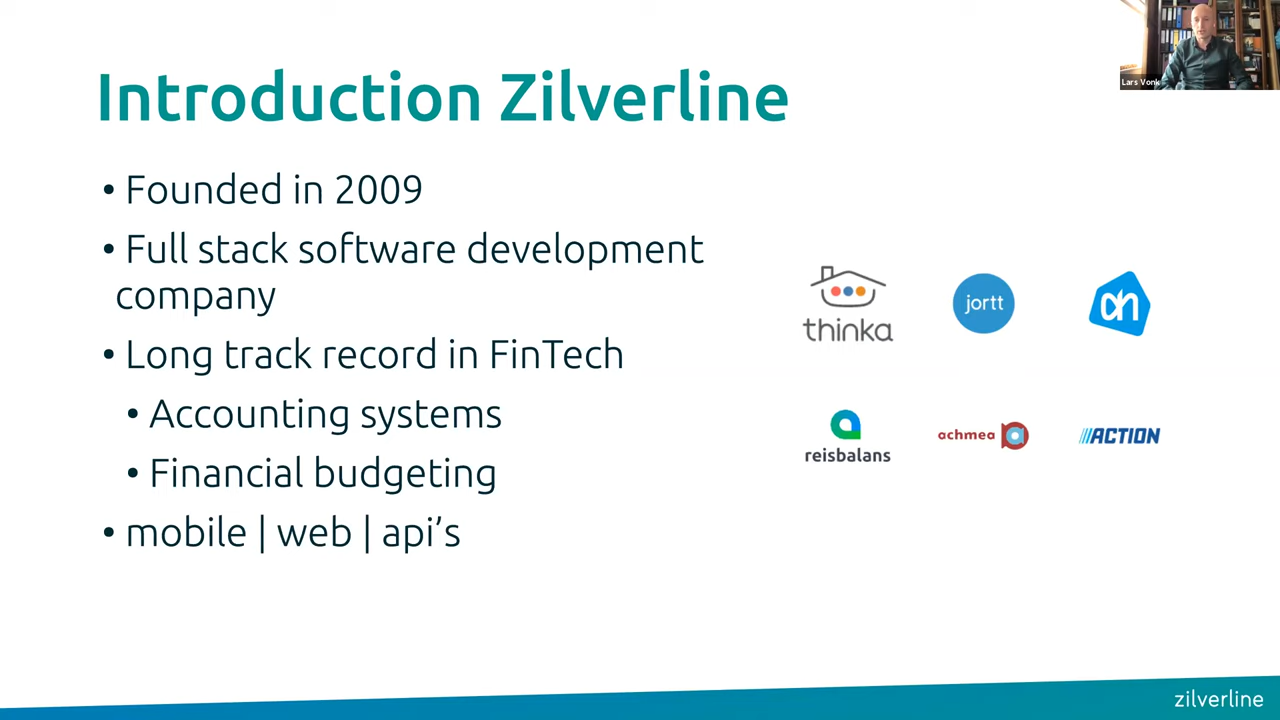 Introduction Zilverline
• Founded in 2009
• Full stack software development
company
• Long track record in FinTech
• Accounting systems
• Financial budgeting
• mobile | web | api’s
thinka
jortt
ah
reisbalans
achmea
ACTION
Lars Vonk
zilverline